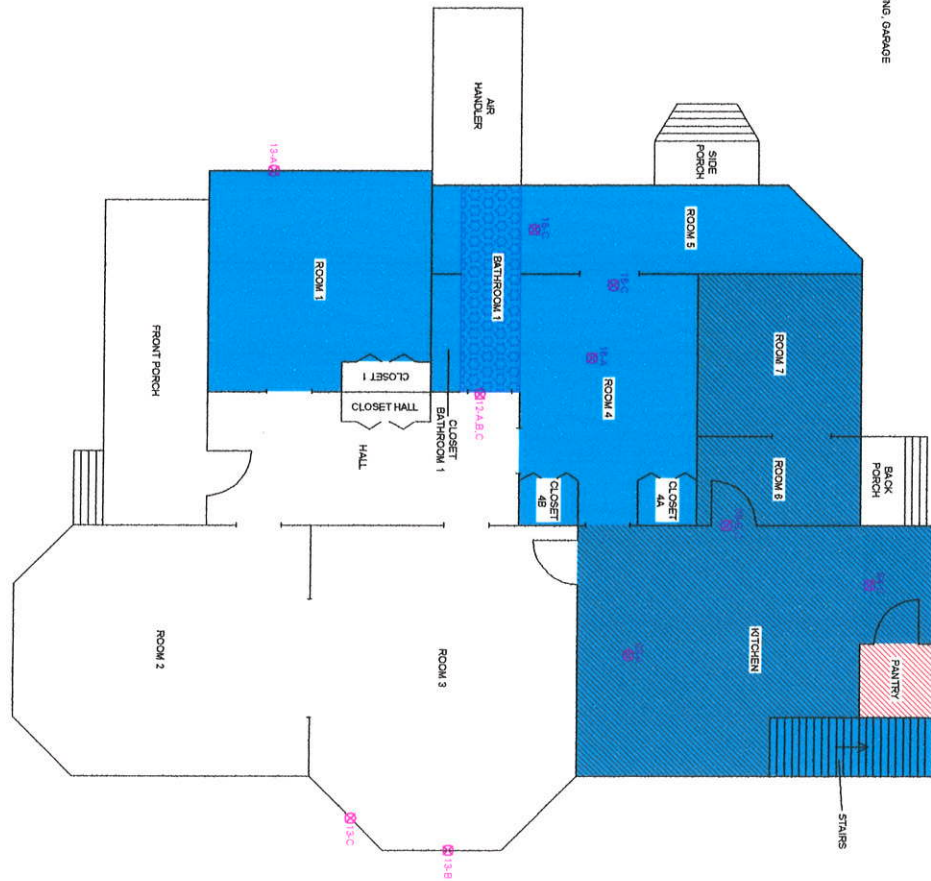 NG, GARAGE
AIR
HANDLER
SIDE
PORCH
13-A
ROOM 5
15-C
BATHROOM 1
ROOM 1
ROOM 7
ROOM 4
FRONT PORCH
CLOSET 1
CLOSET HALL
12-A,B,C
CLOSET
BATHROOM 1
HALL
ROOM 6
BACK
PORCH
CLOSET
4B
CLOSET
4A
KITCHEN
ROOM 2
ROOM 3
PANTRY
STAIRS
13-C
13-B